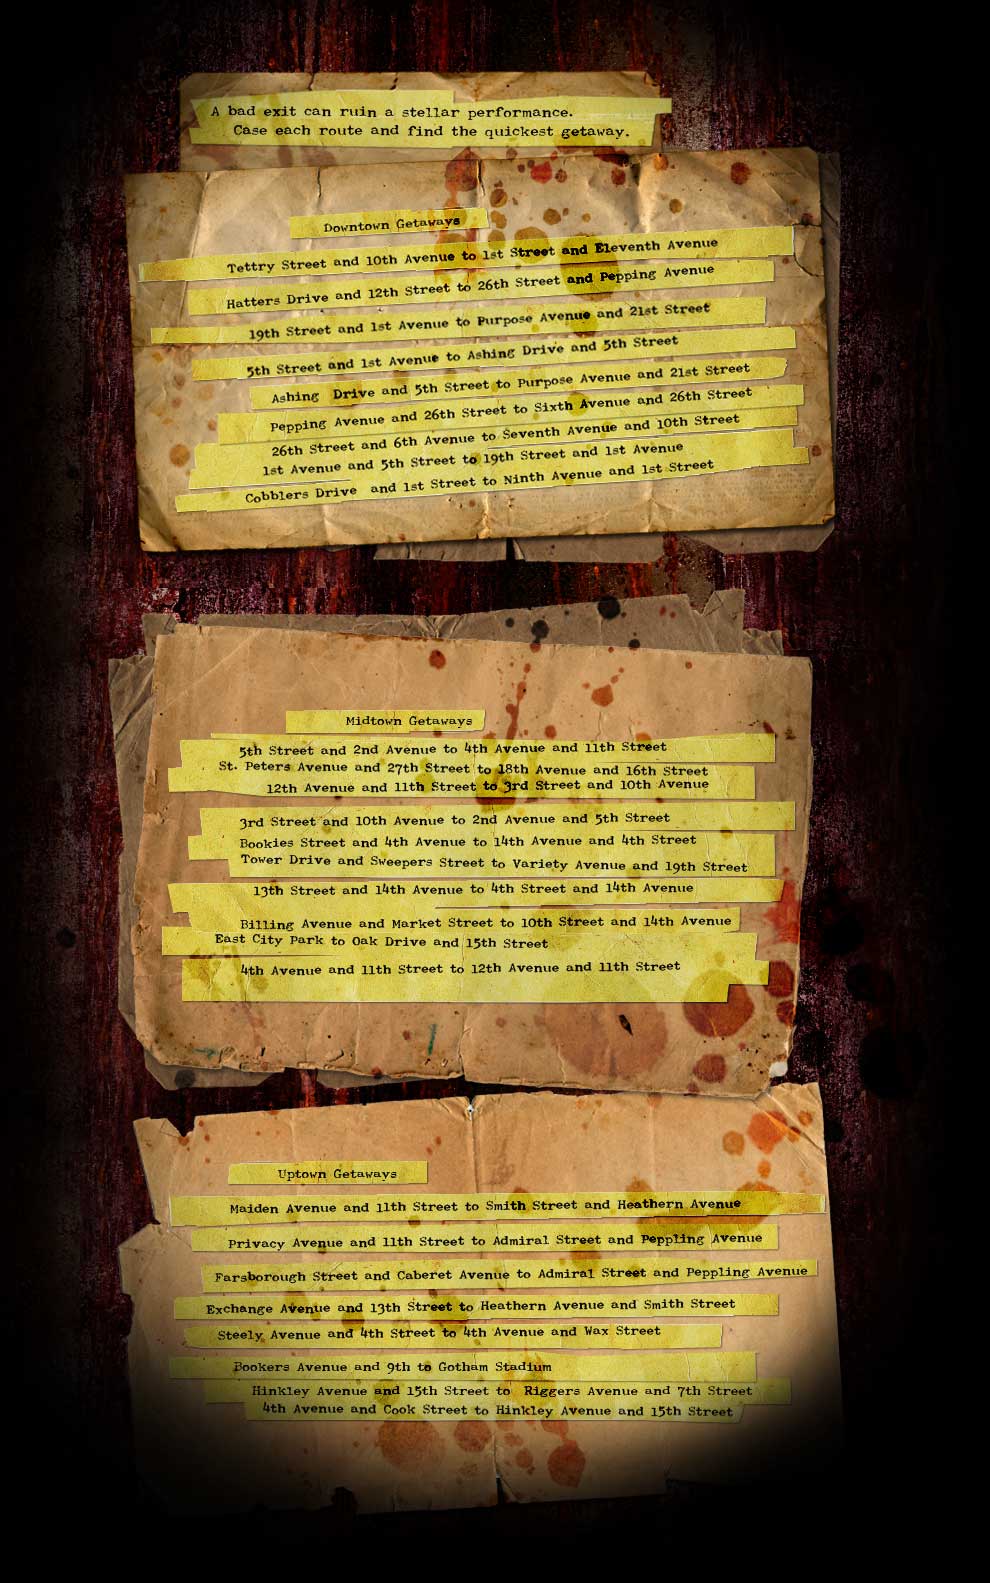 A bad exit can ruin a stellar performance.
Case each route and find the quickest getaway.
Downtown Getaways
Tettry Street and 10th Avenue to 1st Street and Eleventh Avenue
Hatters Drive and 12th Street to 26th Street and Pepping Avenue
19th Street and 1st Avenue to Purpose Avenue and 21st Street
5th Street and 1st Avenue to Ashing Drive and 5th Street
Ashing Drive and 5th Street to Purpose Avenue and 21st Street
Pepping Avenue and 26th Street to Sixth Avenue and 26th Street
26th Street and 6th Avenue to Seventh Avenue and 10th Street
1st Avenue and 5th Street to 19th Street and 1st Avenue
Cobblers Drive and 1st Street to Ninth Avenue and 1st Street
Midtown Getaways
5th Street and 2nd Avenue to 4th Avenue and 11th Street
St. Peters Avenue and 27th Street to 18th Avenue and 16th Street
12th Avenue and 11th Street to 3rd Street and 10th Avenue
3rd Street and 10th Avenue to 2nd Avenue and 5th Street
Bookies Street and 4th Avenue to 14th Avenue and 4th Street
Tower Drive and Sweepers Street to Variety Avenue and 19th Street
13th Street and 14th Avenue to 4th Street and 14th Avenue
Billing Avenue and Market Street to 10th Street and 14th Avenue
East City Park to Oak Drive and 15th Street
4th Avenue and 11th Street to 12th Avenue and 11th Street
Uptown Getaways
Maiden Avenue and 11th Street to Smith Street and Heathern Avenue
Privacy Avenue and 11th Street to Admiral Street and Peppling Avenue
Farsborough Street and Caberet Avenue to Admiral Street and Peppling Avenue
Exchange Avenue and 13th Street to Heathern Avenue and Smith Street
Steely Avenue and 4th Street to 4th Avenue and Wax Street
Bookers Avenue and 9th to Gotham Stadium
Hinkley Avenue and 15th Street to Riggers Avenue and 7th Street
4th Avenue and Cook Street to Hinkley Avenue and 15th Street